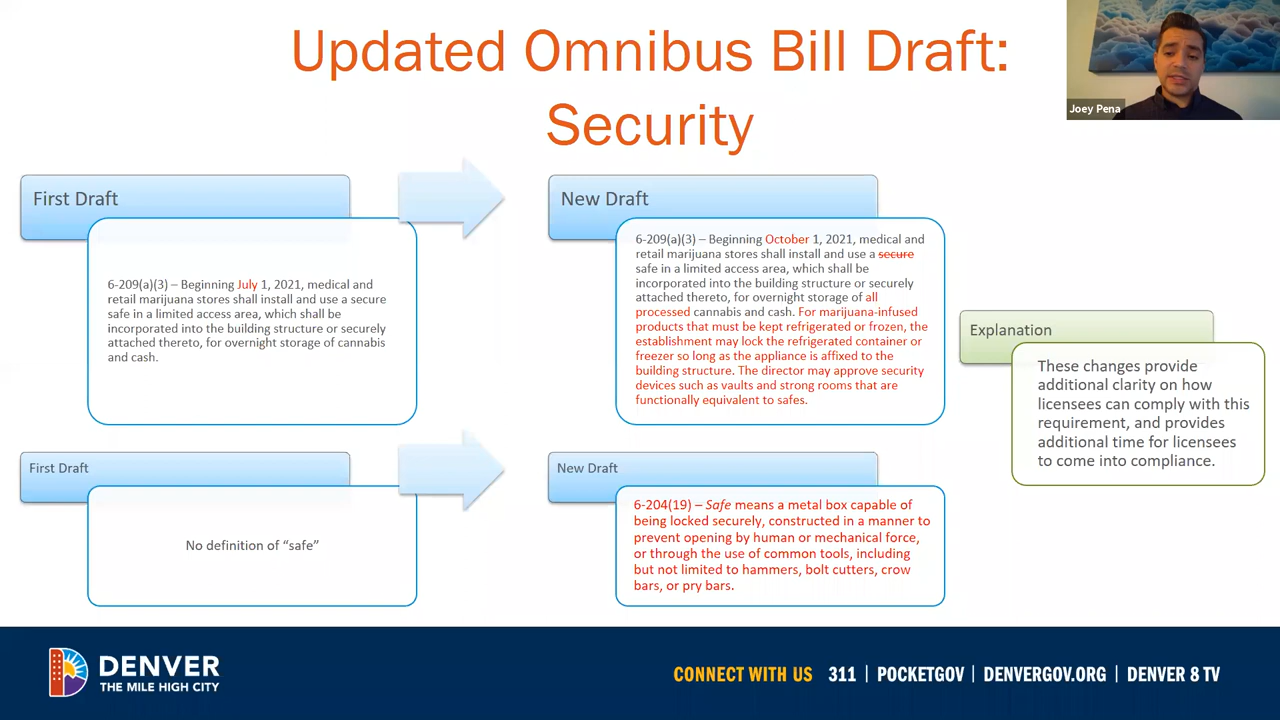 Updated Omnibus Bill Draft:
Security
Joey Pena
First Draft
6-209(a)(3) – Beginning July 1, 2021, medical and
retail marijuana stores shall install and use a secure
safe in a limited access area, which shall be
incorporated into the building structure or securely
attached thereto, for overnight storage of cannabis
and cash.
New Draft
6-209(a)(3) – Beginning October 1, 2021, medical and
retail marijuana stores shall install and use a secure
safe in a limited access area, which shall be
incorporated into the building structure or securely
attached thereto, for overnight storage of all
processed cannabis and cash. For marijuana-infused
products that must be kept refrigerated or frozen, the
establishment may lock the refrigerated container or
freezer so long as the appliance is affixed to the
building structure. The director may approve security
devices such as vaults and strong rooms that are
functionally equivalent to safes.
Explanation
These changes provide
additional clarity on how
licensees can comply with this
requirement, and provides
additional time for licensees
to come into compliance.
First Draft
No definition of “safe”
New Draft
6-204(19) – Safe means a metal box capable of
being locked securely, constructed in a manner to
prevent opening by human or mechanical force,
or through the use of common tools, including
but not limited to hammers, bolt cutters, crow
bars, or pry bars.
DENVER
THE MILE HIGH CITY
CONNECT WITH US 311 | POCKETGOV | DENVERGOV.ORG | DENVER 8 TV